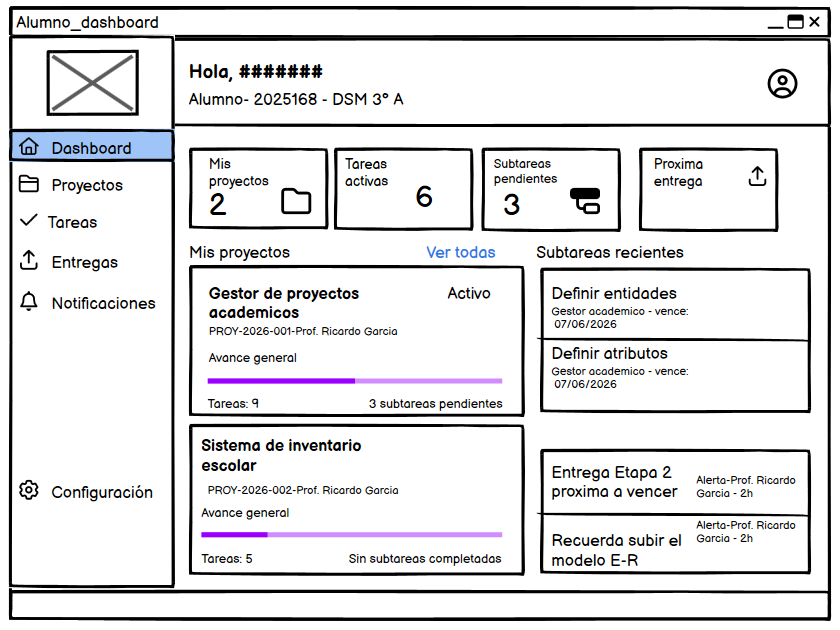 Alumno_dashboard
Hola, #######
Alumno- 2025168 - DSM 3° A
Dashboard
Proyectos
Tareas
Entregas
Notificaciones
Configuración
Mis
proyectos
2
Tareas
activas
6
Subtareas
pendientes
3
Proxima
entrega
Mis proyectos
Ver todas
Gestor de proyectos
academicos
Activo
PROY-2026-001-Prof. Ricardo Garcia
Avance general
Tareas: 9
3 subtareas pendientes
Sistema de inventario
escolar
PROY-2026-002-Prof. Ricardo Garcia
Avance general
Tareas: 5
Sin subtareas completadas
Subtareas recientes
Definir entidades
Gestor academico - vence:
07/06/2026
Definir atributos
Gestor academico - vence:
07/06/2026
Entrega Etapa 2
proxima a vencer
Alerta-Prof. Ricardo
Garcia - 2h
Recuerda subir el
modelo E-R
Alerta-Prof. Ricardo
Garcia - 2h